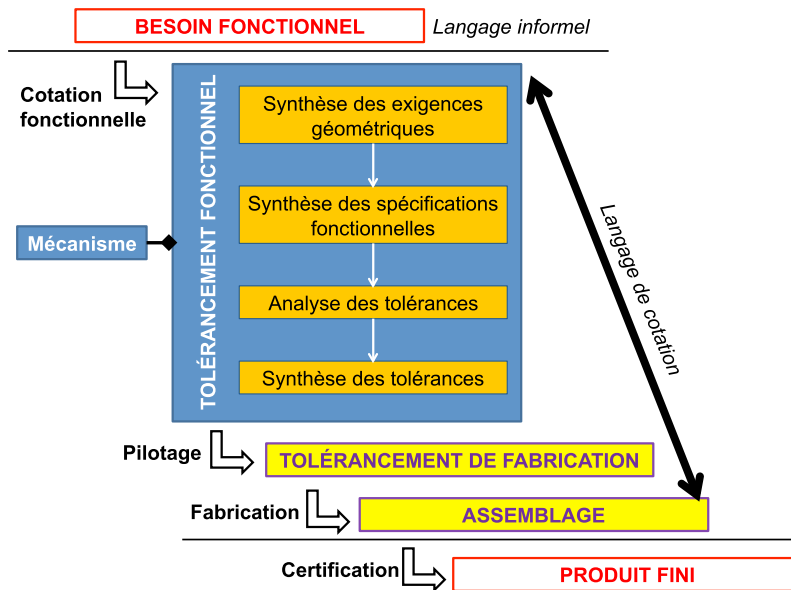 BESOIN FONCTIONNEL
Langage informel
Cotation
fonctionnelle
TOLÉRANCEMENT FONCTIONNEL
Synthèse des exigences
géométriques
Synthèse des spécifications
fonctionnelles
Mécanisme
Analyse des tolérances
Synthèse des tolérances
Langage de cotation
Pilotage
TOLÉRANCEMENT DE FABRICATION
Fabrication
ASSEMBLAGE
Certification
PRODUIT FINI